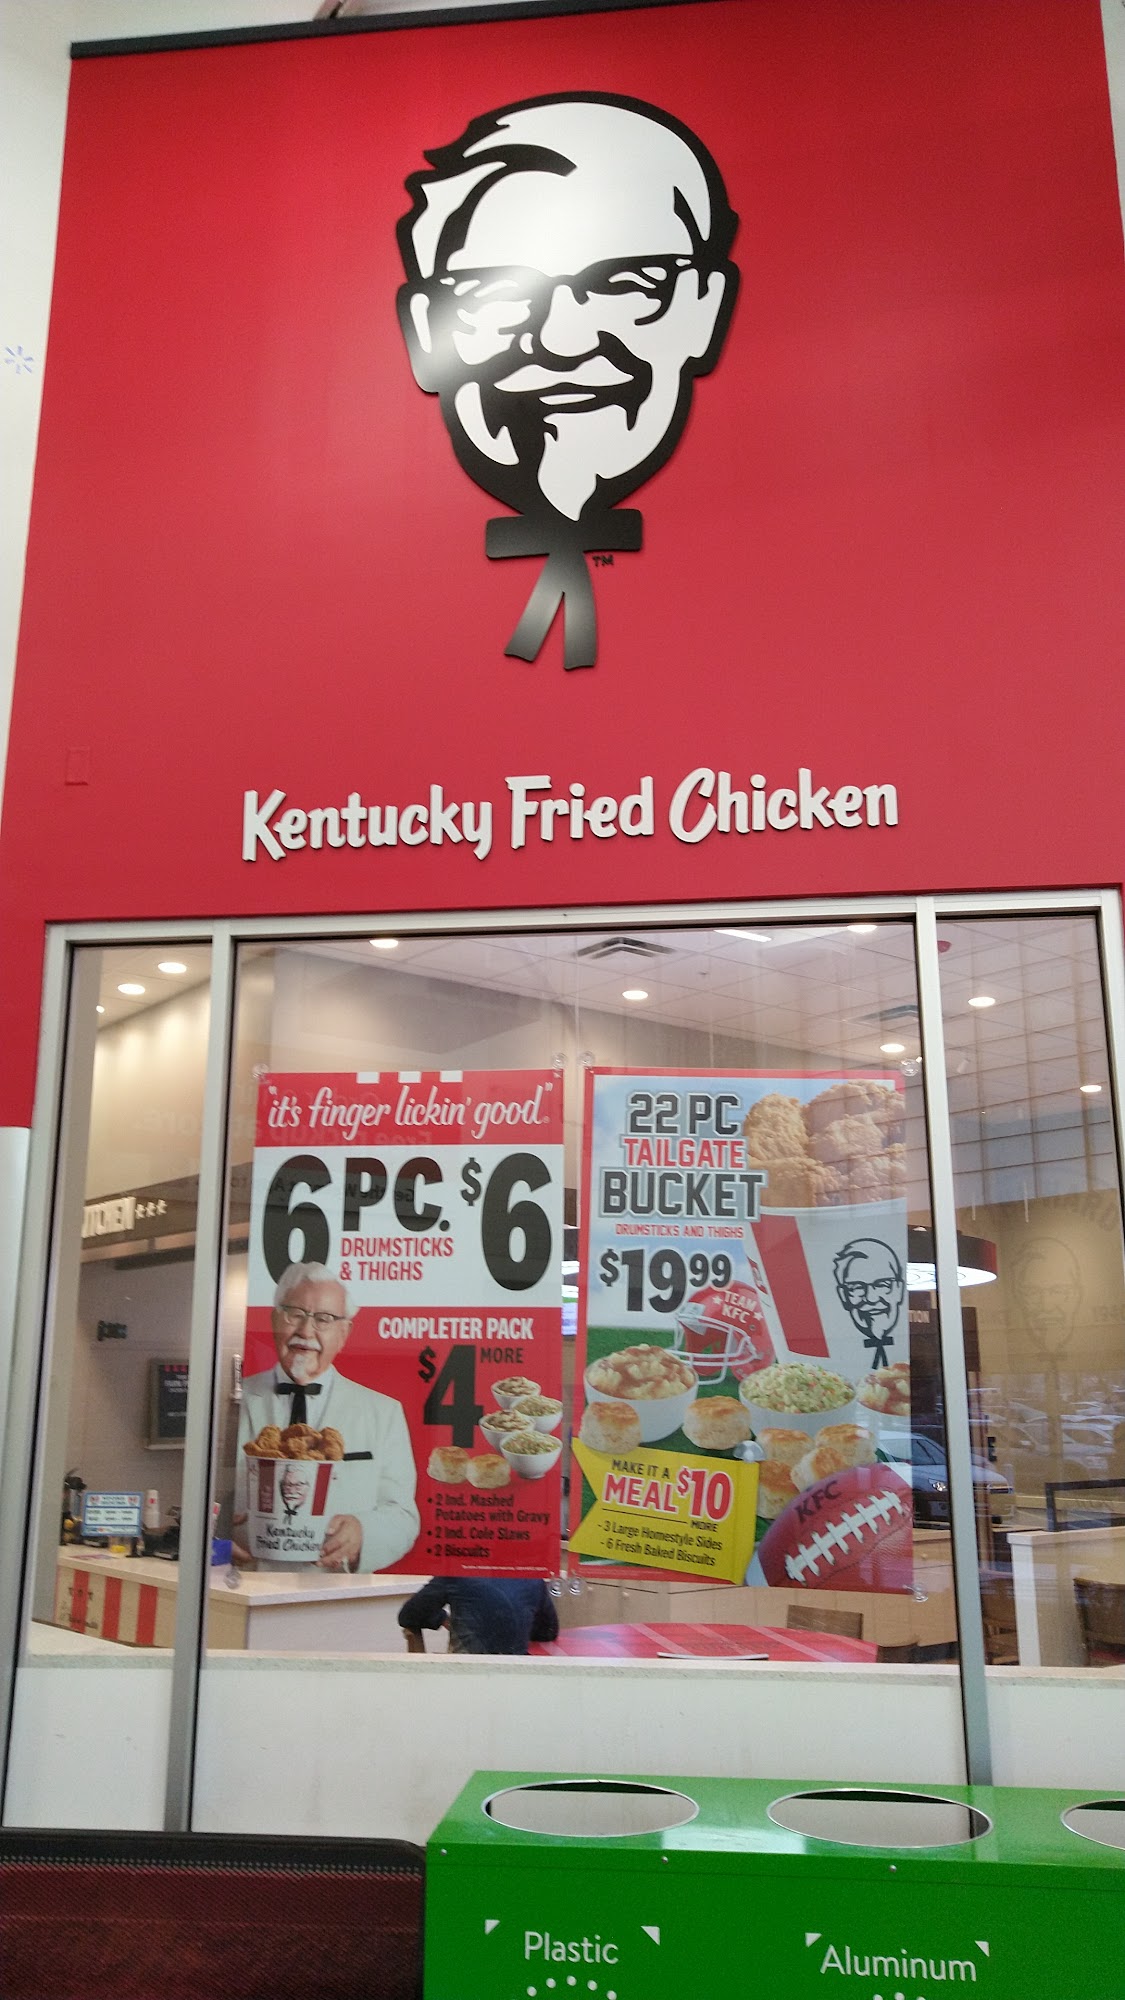 TM
Kentucky Fried Chicken
"it's finger lickin' good."
6 PC. $6
DRUMSTICKS
& THIGHS
COMPLETER PACK
$4 MORE
• 2 Ind. Mashed
Potatoes with Gravy
• 2 Ind. Cole Slaws
• 2 Biscuits
Kentucky
Fried Chicken
22 PC
TAILGATE
BUCKET
DRUMSTICKS AND THIGHS
$19.99
TEAM
KFC
MAKE IT A
MEAL $10
MORE
- 3 Large Homestyle Sides
- 6 Fresh Baked Biscuits
KFC
Plastic
Aluminum